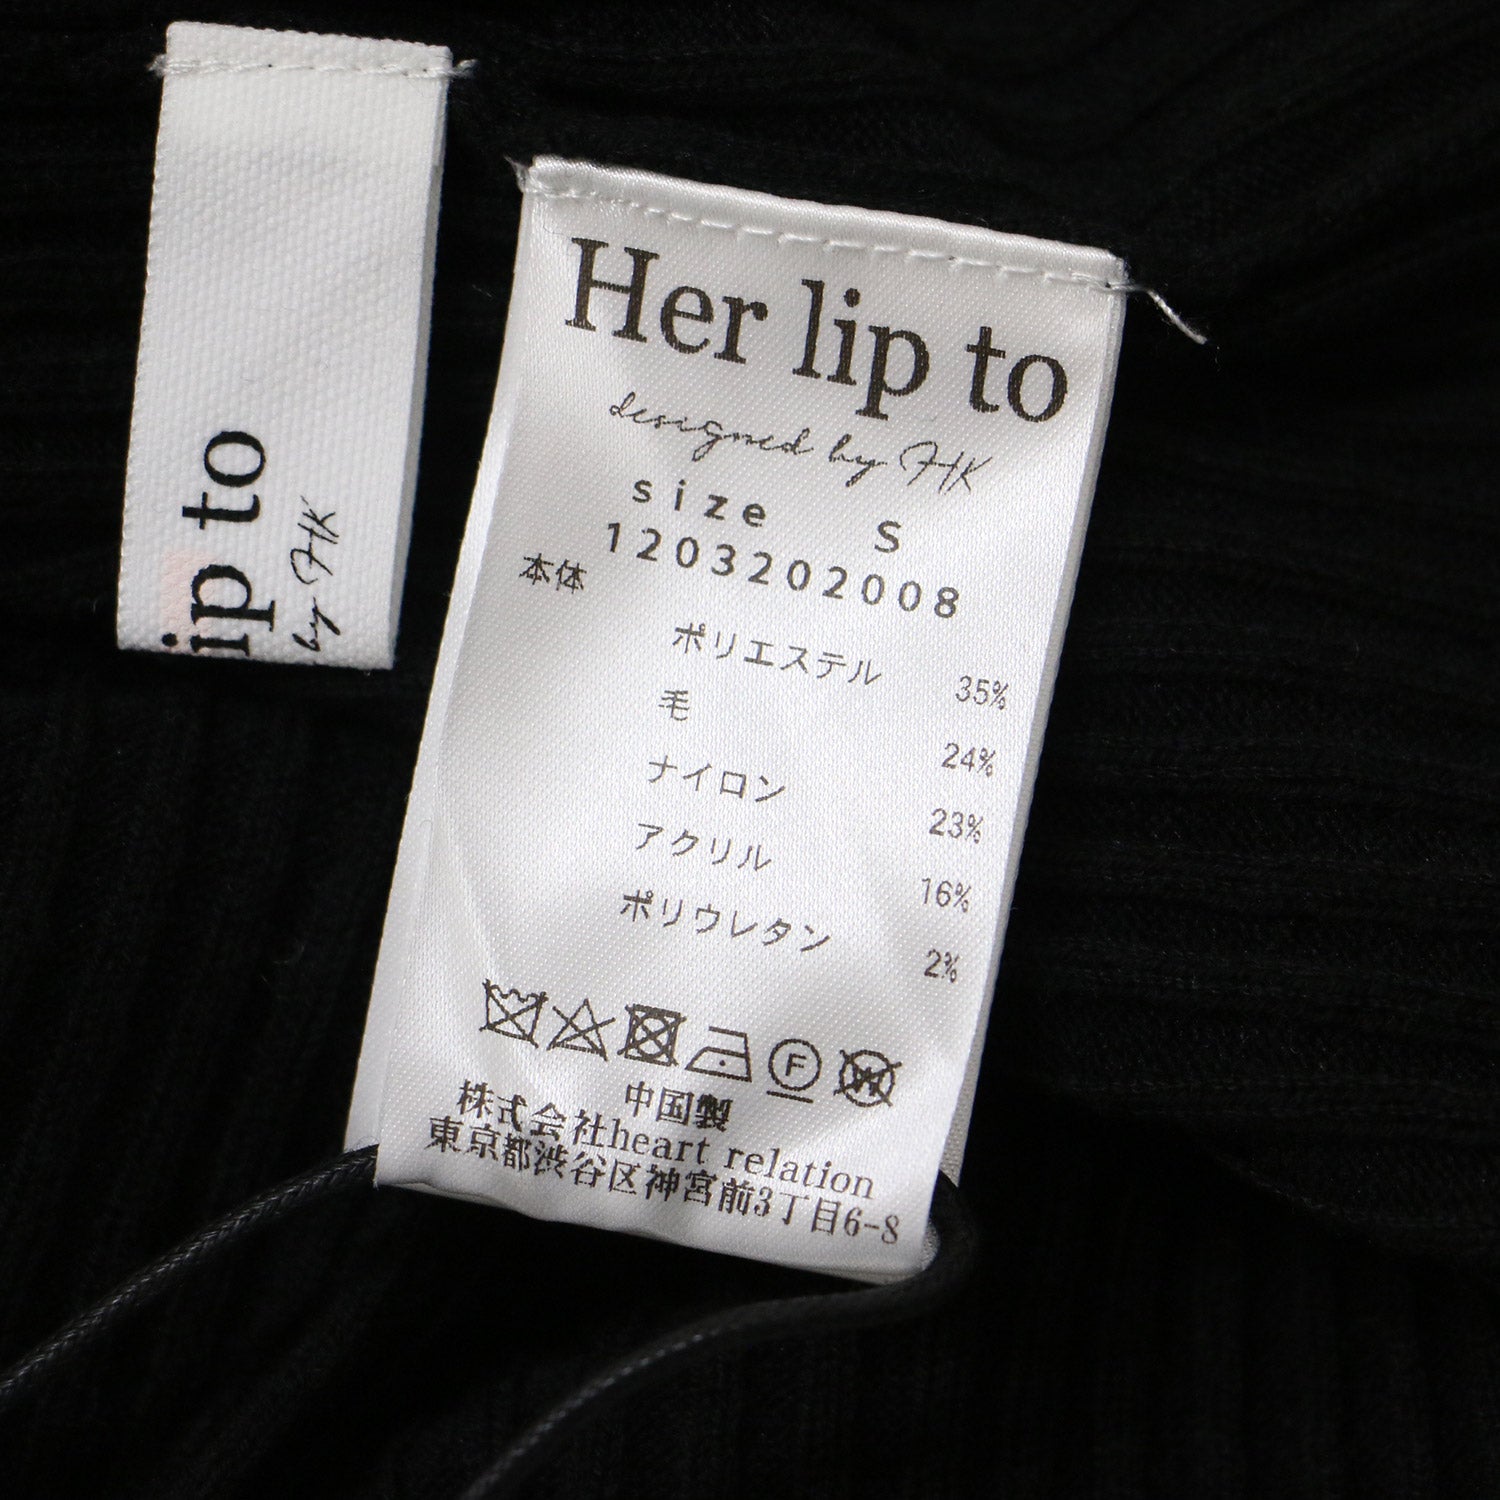 ip to
by HK
Her lip to
designed by HK
size S
1203202008
本体
ポリエステル 35%
毛 24%
ナイロン 23%
アクリル 16%
ポリウレタン 2%
F W
中国製
株式会社heart relation
東京都渋谷区神宮前3丁目6-8